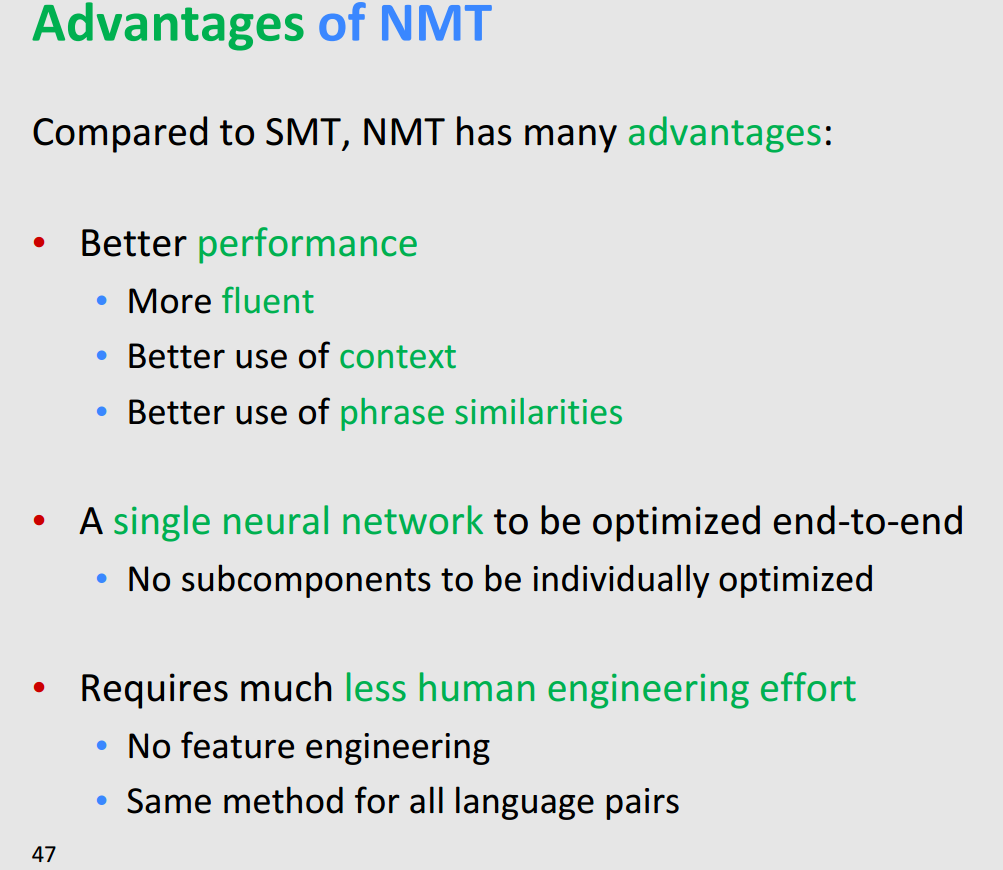 Advantages of NMT
Compared to SMT, NMT has many advantages:
• Better performance
• More fluent
• Better use of context
• Better use of phrase similarities
• A single neural network to be optimized end-to-end
• No subcomponents to be individually optimized
• Requires much less human engineering effort
• No feature engineering
• Same method for all language pairs
47